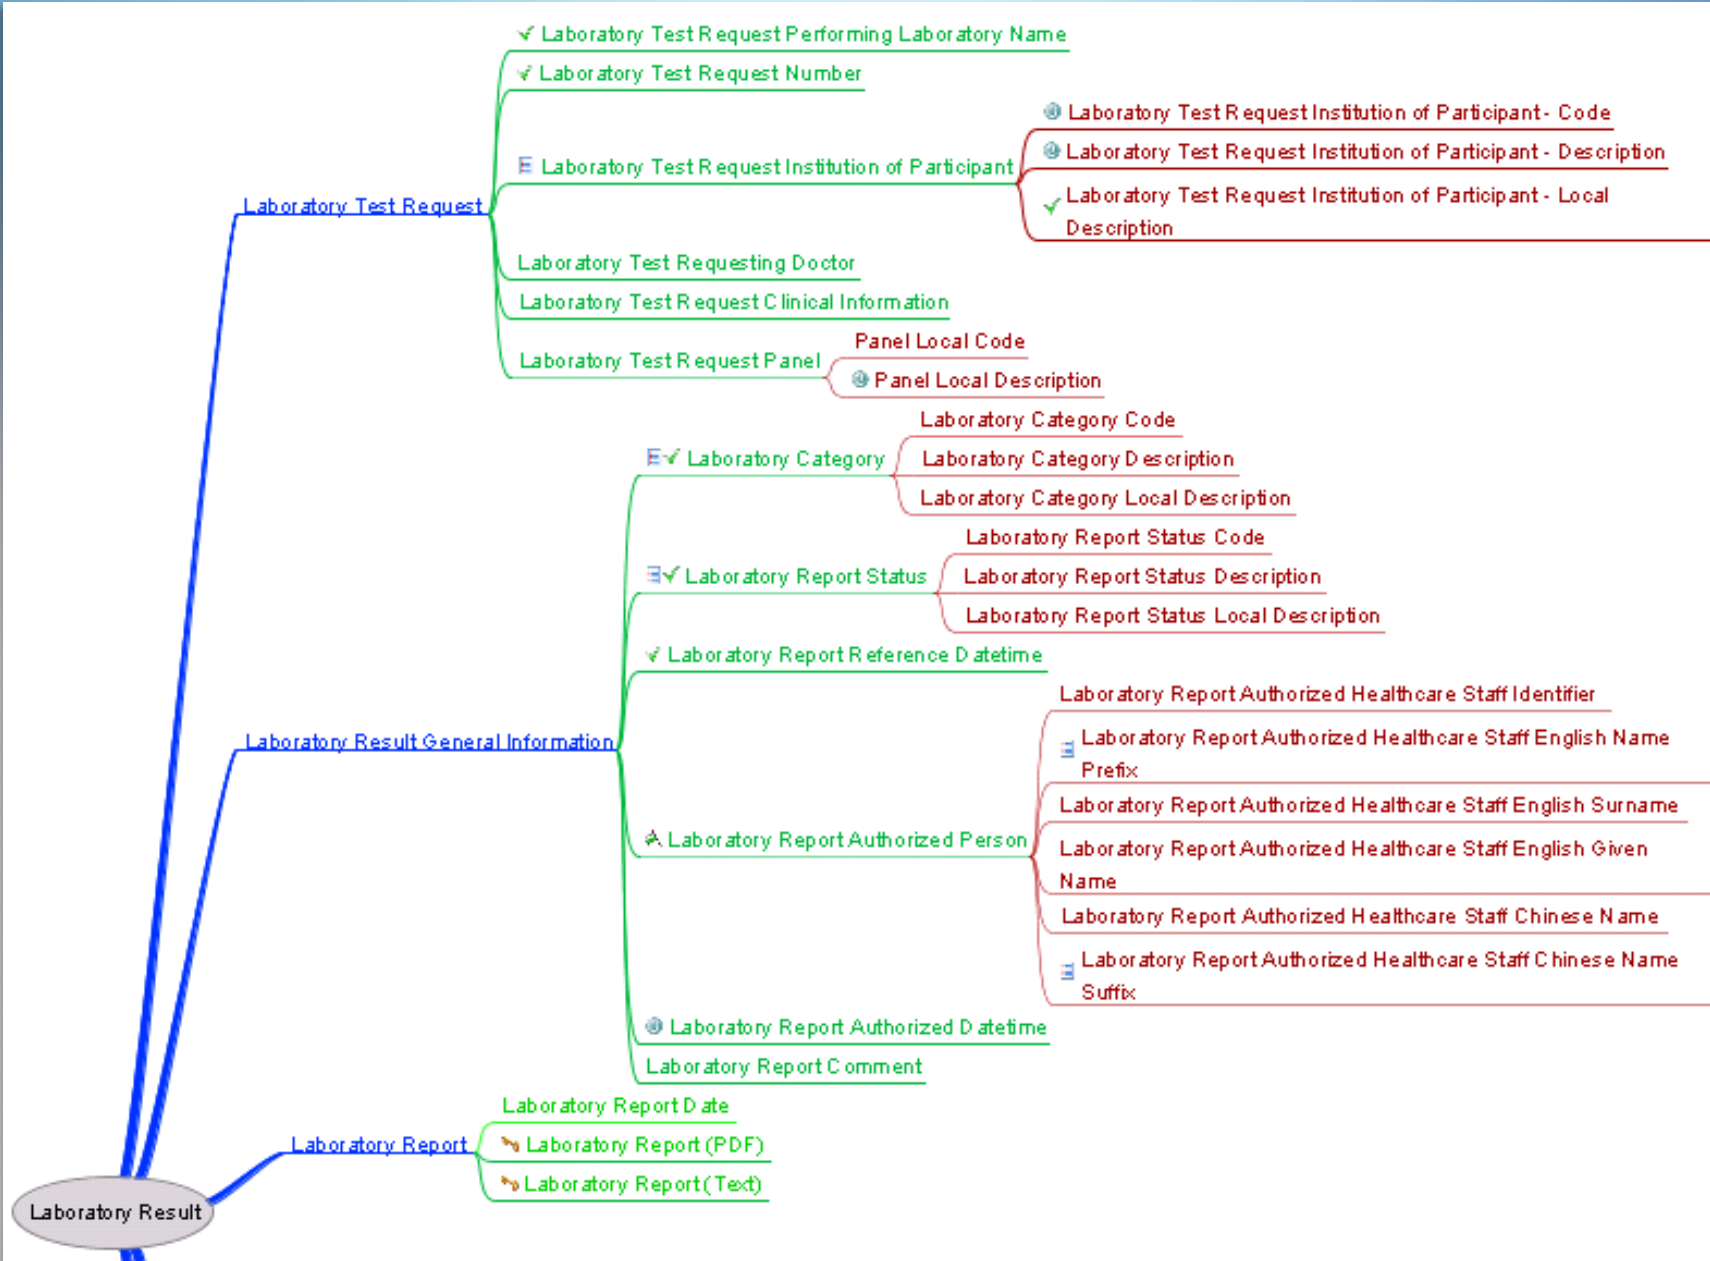 Laboratory Test Request Performing Laboratory Name
Laboratory Test Request Number
Laboratory Test Request Institution of Participant - Code
Laboratory Test Request Institution of Participant - Description
Laboratory Test Request Institution of Participant
Laboratory Test Request Institution of Participant - Local
Description
Laboratory Test Request
Laboratory Test Requesting Doctor
Laboratory Test Request Clinical Information
Panel Local Code
Laboratory Test Request Panel
Panel Local Description
Laboratory Category Code
Laboratory Category
Laboratory Category Description
Laboratory Category Local Description
Laboratory Report Status Code
Laboratory Report Status
Laboratory Report Status Description
Laboratory Report Status Local Description
Laboratory Report Reference Datetime
Laboratory Report Authorized Healthcare Staff Identifier
Laboratory Result General Information
Laboratory Report Authorized Healthcare Staff English Name
Prefix
Laboratory Report Authorized Healthcare Staff English Surname
Laboratory Report Authorized Person
Laboratory Report Authorized Healthcare Staff English Given
Name
Laboratory Report Authorized Healthcare Staff Chinese Name
Laboratory Report Authorized Healthcare Staff Chinese Name
Suffix
Laboratory Report Authorized Datetime
Laboratory Report Comment
Laboratory Report Date
Laboratory Report
Laboratory Report (PDF)
Laboratory Report (Text)
Laboratory Result